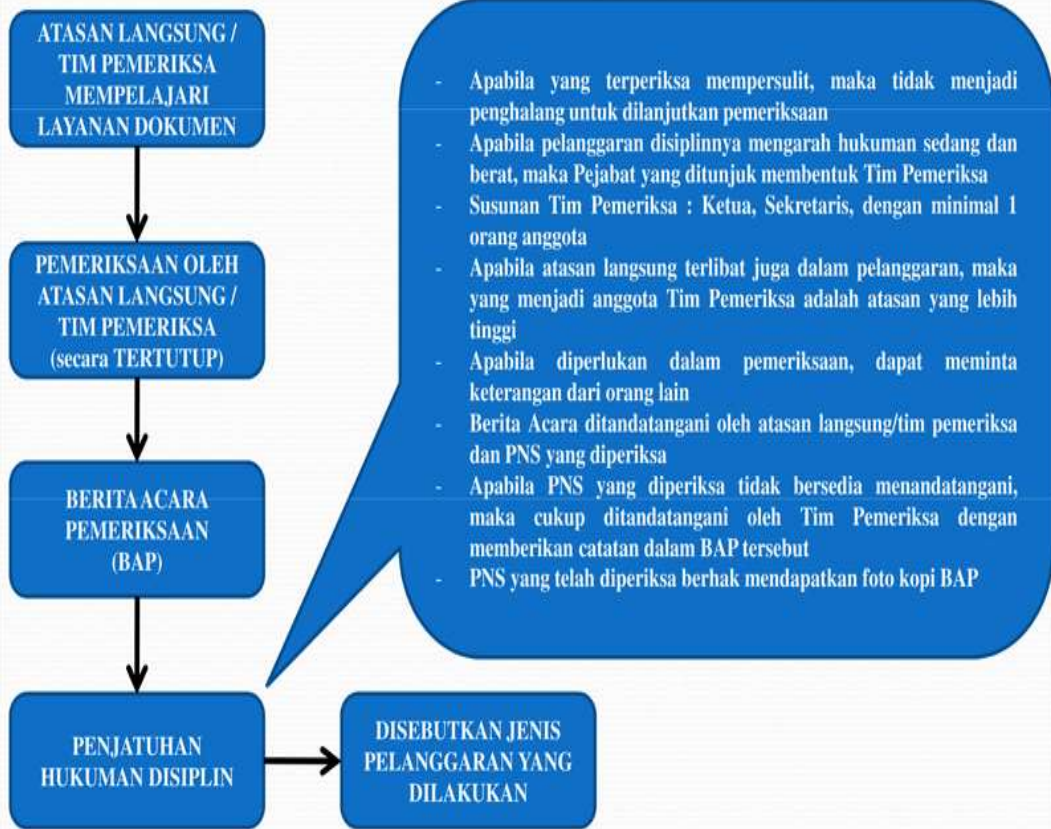 ATASAN LANGSUNG /
TIM PEMERIKSA
MEMPELAJARI
LAYANAN DOKUMEN
PEMERIKSAAN OLEH
ATASAN LANGSUNG /
TIM PEMERIKSA
(secara TERTUTUP)
BERITA ACARA
PEMERIKSAAN
(BAP)
PENJATUHAN
HUKUMAN DISIPLIN
DISEBUTKAN JENIS
PELANGGARAN YANG
DILAKUKAN
- Apabila yang terperiksa mempersulit, maka tidak menjadi
penghalang untuk dilanjutkan pemeriksaan
- Apabila pelanggaran disiplinnya mengarah hukuman sedang dan
berat, maka Pejabat yang ditunjuk membentuk Tim Pemeriksa
- Susunan Tim Pemeriksa : Ketua, Sekretaris, dengan minimal 1
orang anggota
- Apabila atasan langsung terlibat juga dalam pelanggaran, maka
yang menjadi anggota Tim Pemeriksa adalah atasan yang lebih
tinggi
- Apabila diperlukan dalam pemeriksaan, dapat meminta
keterangan dari orang lain
- Berita Acara ditandatangani oleh atasan langsung/tim pemeriksa
dan PNS yang diperiksa
- Apabila PNS yang diperiksa tidak bersedia menandatangani,
maka cukup ditandatangani oleh Tim Pemeriksa dengan
memberikan catatan dalam BAP tersebut
- PNS yang telah diperiksa berhak mendapatkan foto kopi BAP